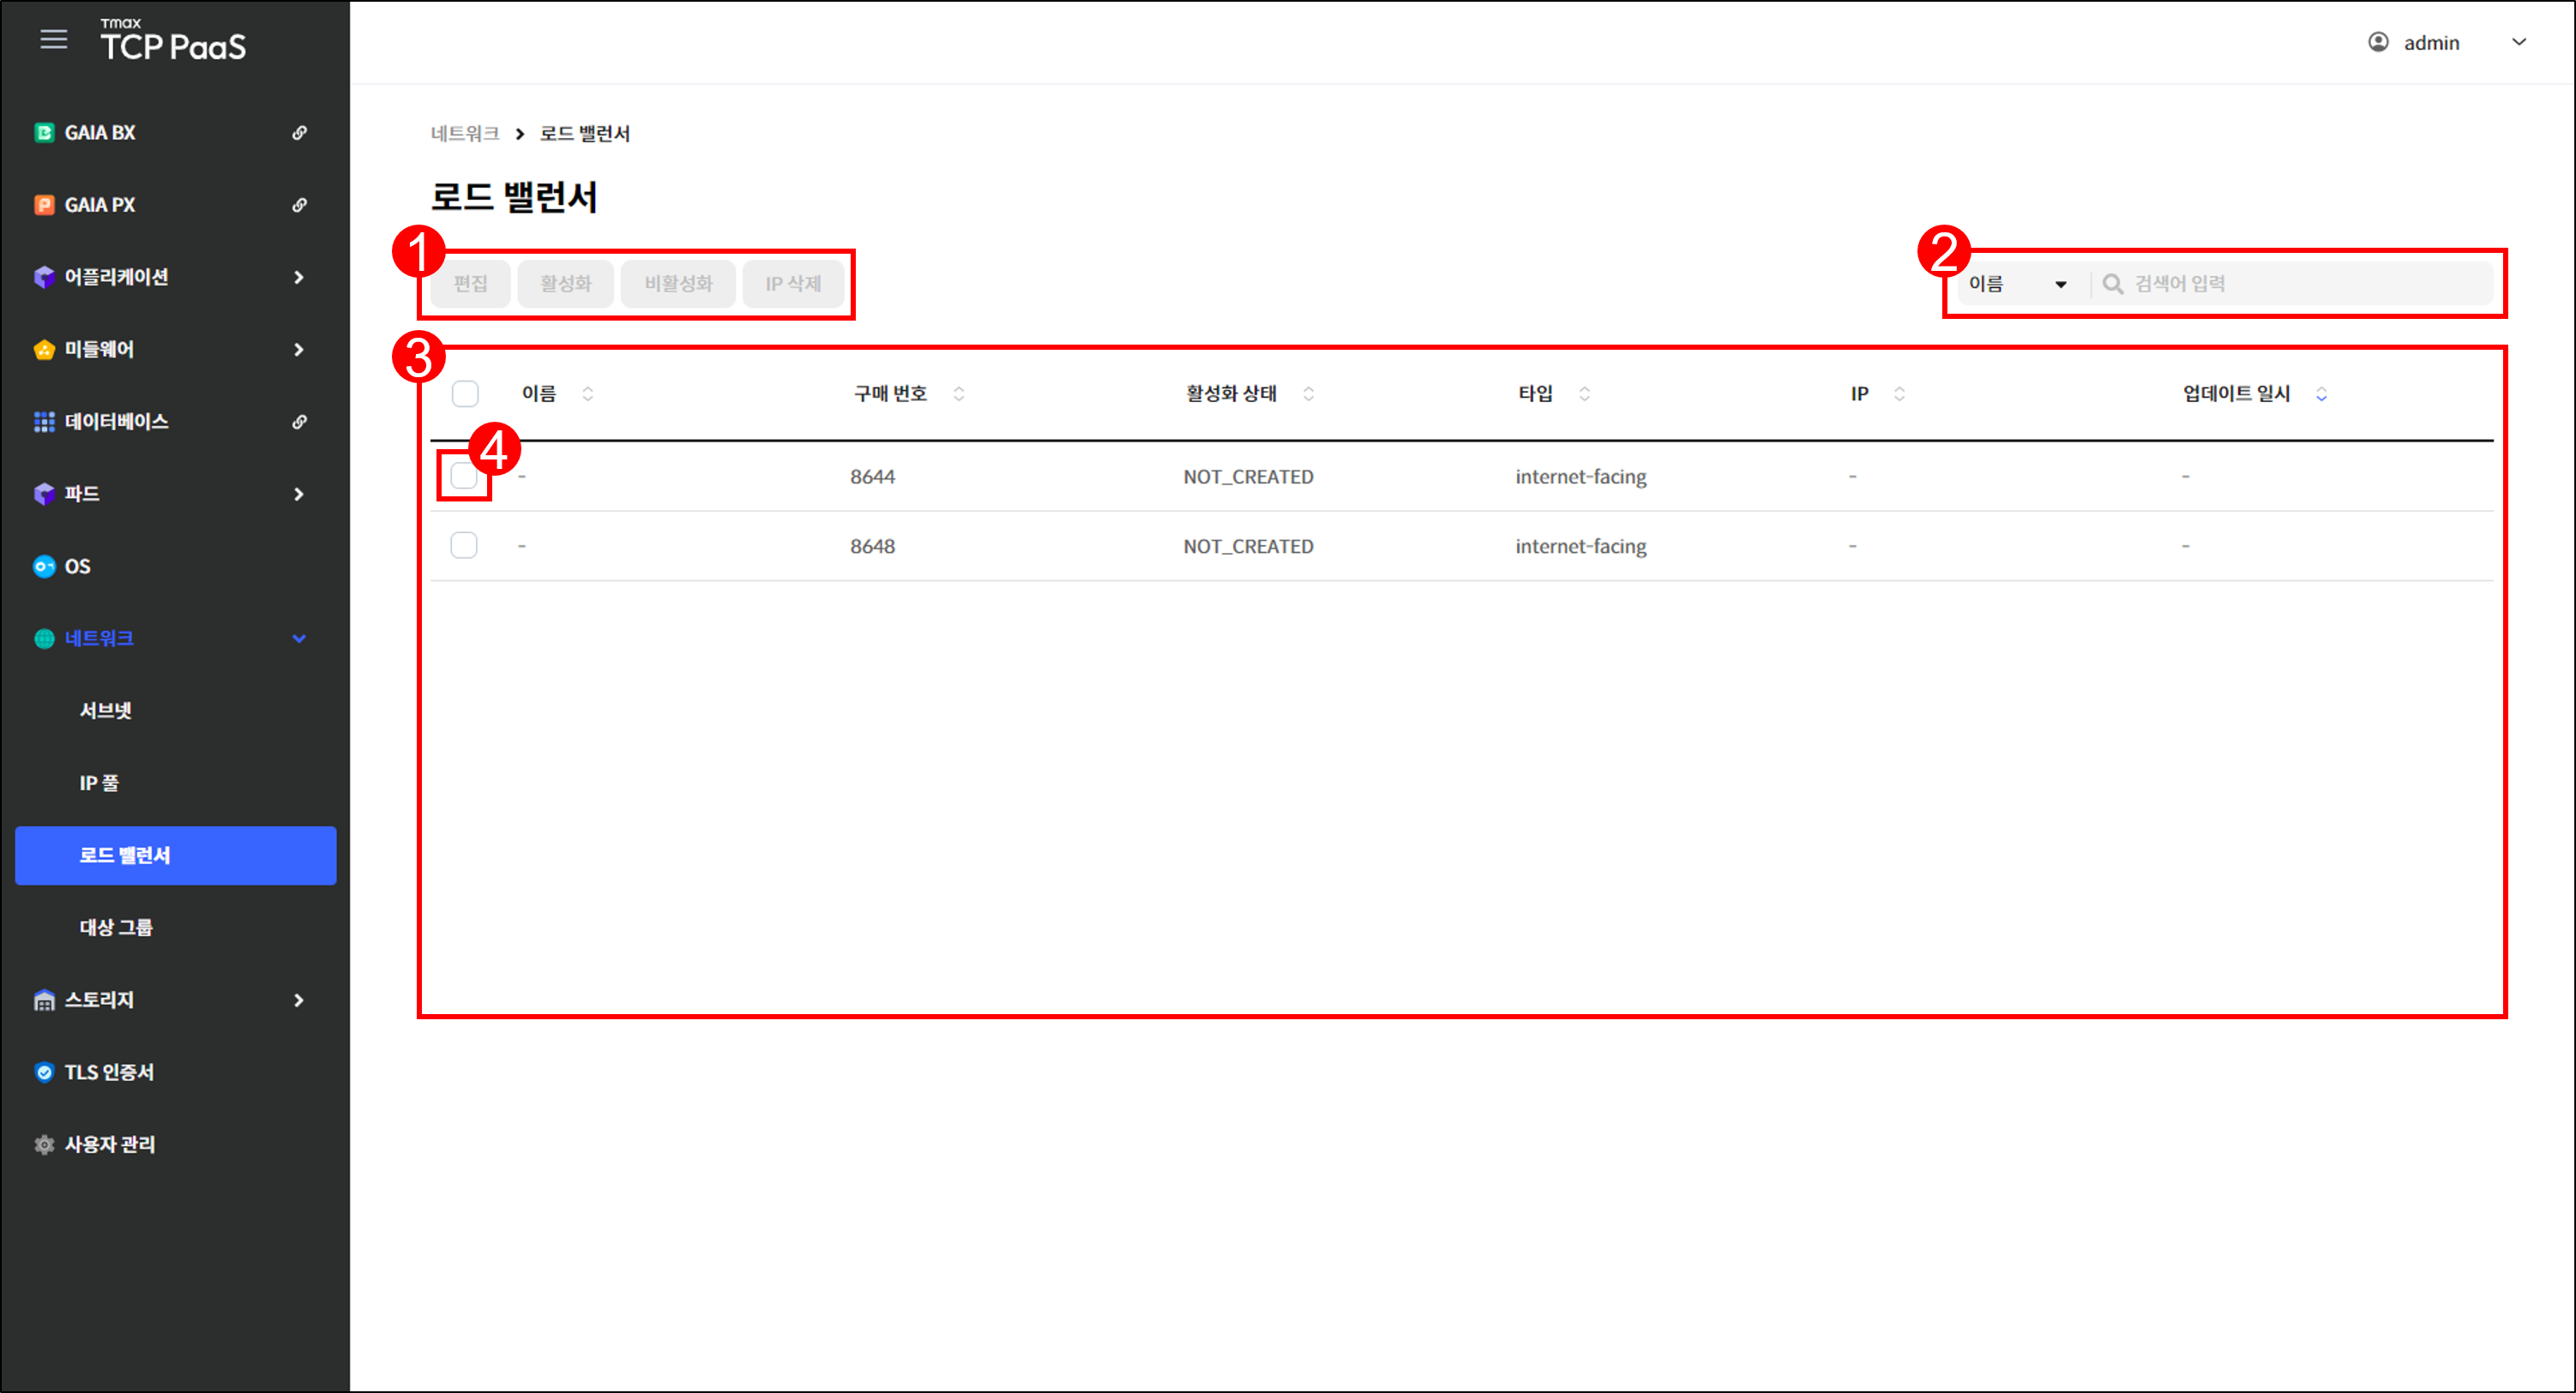 Tmax
TCP PaaS
admin
GAIA BX
GAIA PX
어플리케이션
미들웨어
데이터베이스
파드
OS
네트워크
서브넷
IP 풀
로드 밸런서
대상 그룹
스토리지
TLS 인증서
사용자 관리
네트워크 > 로드 밸런서
로드 밸런서
1
편집 활성화 비활성화 IP 삭제
2
이름 검색어 입력
3
이름 구매 번호 활성화 상태 타입 IP 업데이트 일시
4
- 8644 NOT_CREATED internet-facing - -
- 8648 NOT_CREATED internet-facing - -